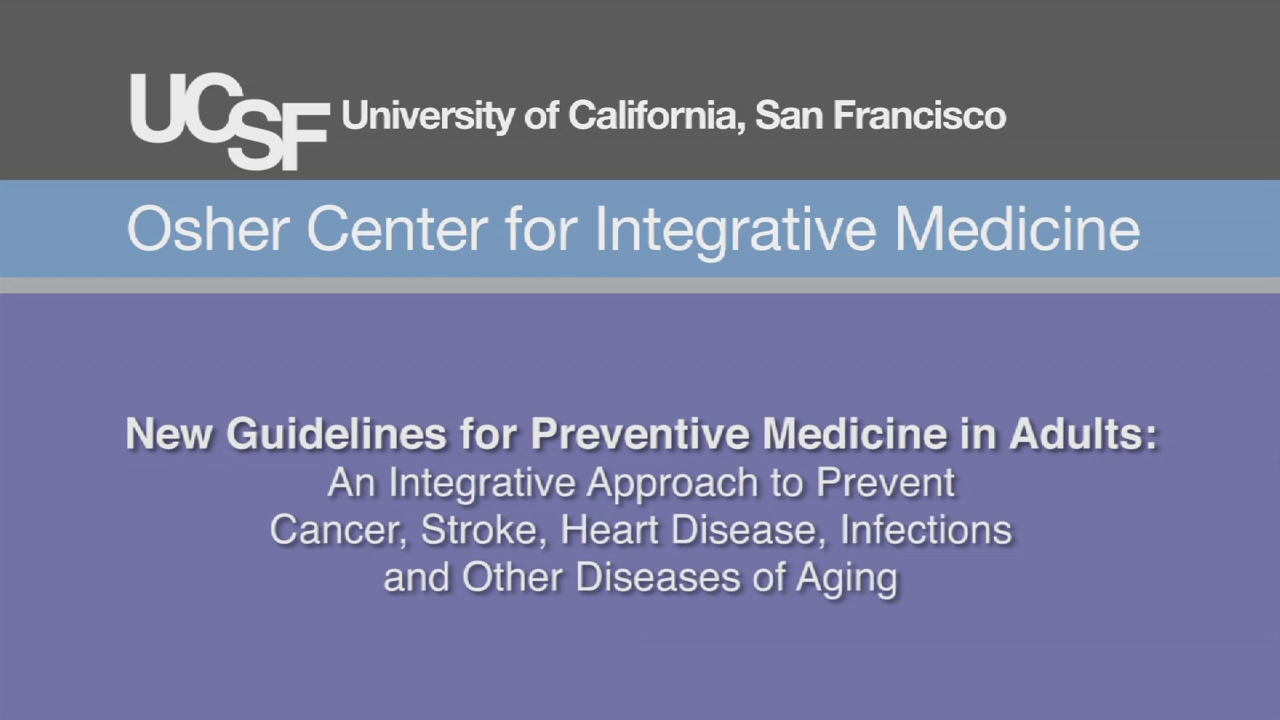 UCSF University of California, San Francisco
Osher Center for Integrative Medicine
New Guidelines for Preventive Medicine in Adults:
An Integrative Approach to Prevent
Cancer, Stroke, Heart Disease, Infections
and Other Diseases of Aging